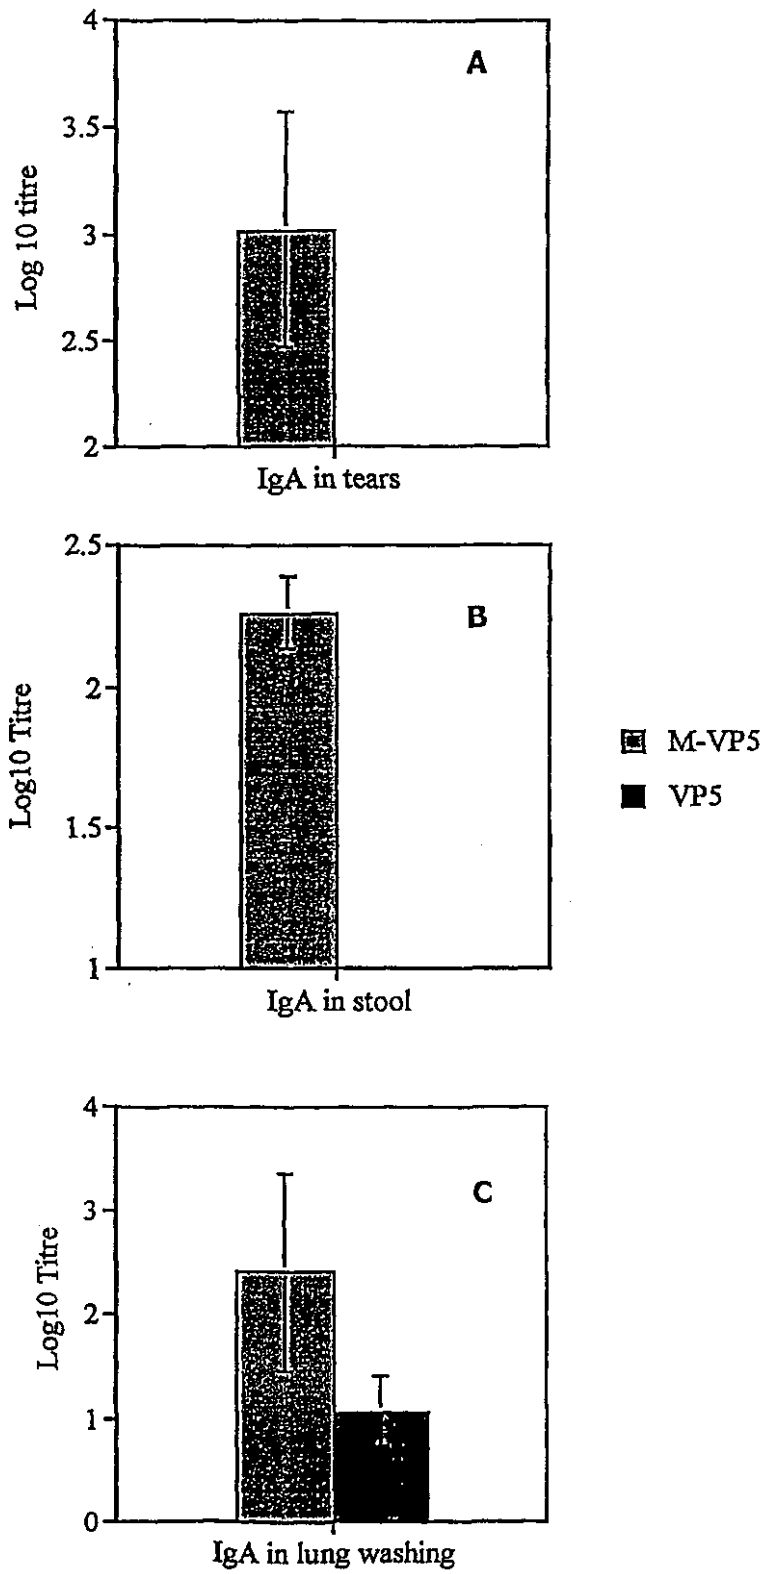 4
A
3.5
Log 10 titre
3
2.5
2
IgA in tears
2.5
B
2
Log10 Titre
M-VP5
VP5
1.5
1
IgA in stool
4
C
3
Log10 Titre
2
1
0
IgA in lung washing